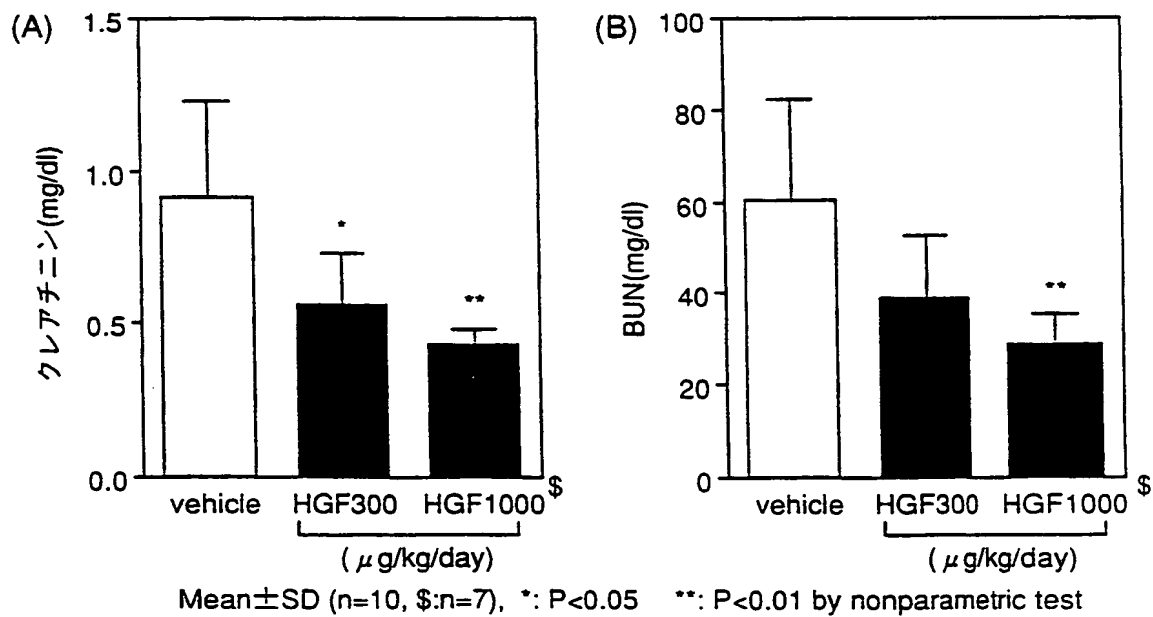 (A)
クレアチニン(mg/dl)
1.5
1.0
0.5
0.0
*
**
vehicle HGF300 HGF1000 $
(μg/kg/day)
(B)
BUN(mg/dl)
100
80
60
40
20
0
**
vehicle HGF300 HGF1000 $
(μg/kg/day)
Mean±SD (n=10, $:n=7), *: P<0.05 **: P<0.01 by nonparametric test